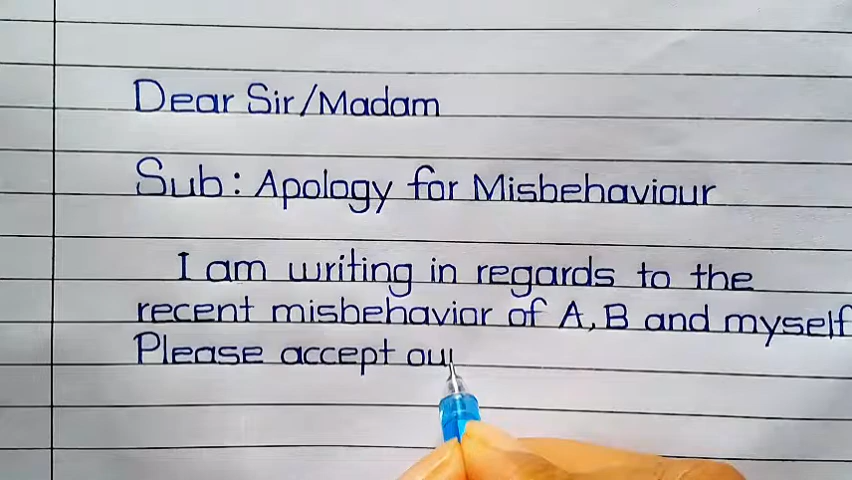 Dear Sir/Madam
Sub: Apology for Misbehaviour
I am writing in regards to the
recent misbehavior of A, B and myself
Please accept ou